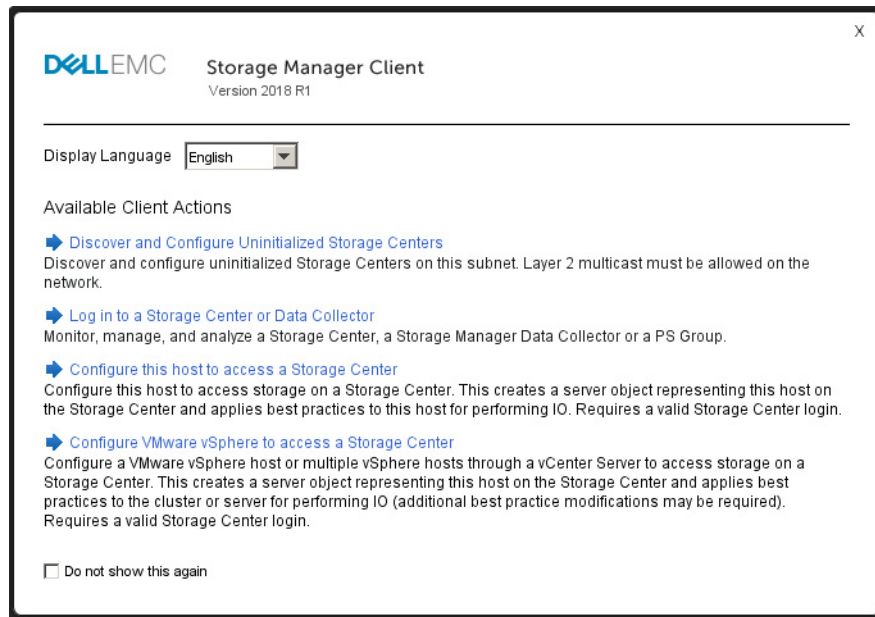 X
DELLEMC Storage Manager Client
Version 2018 R1
Display Language English
Available Client Actions
Discover and Configure Uninitialized Storage Centers
Discover and configure uninitialized Storage Centers on this subnet. Layer 2 multicast must be allowed on the
network.
Log in to a Storage Center or Data Collector
Monitor, manage, and analyze a Storage Center, a Storage Manager Data Collector or a PS Group.
Configure this host to access a Storage Center
Configure this host to access storage on a Storage Center. This creates a server object representing this host on
the Storage Center and applies best practices to this host for performing IO. Requires a valid Storage Center login.
Configure VMware vSphere to access a Storage Center
Configure a VMware vSphere host or multiple vSphere hosts through a vCenter Server to access storage on a
Storage Center. This creates a server object representing this host on the Storage Center and applies best
practices to the cluster or server for performing IO (additional best practice modifications may be required).
Requires a valid Storage Center login.
Do not show this again